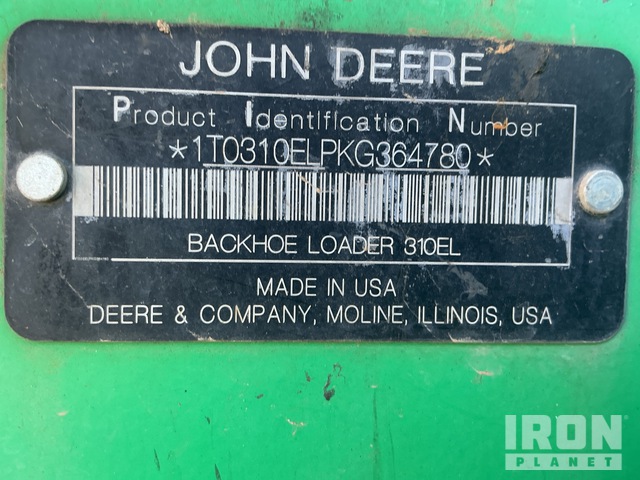 JOHN DEERE
Product Identification Number
*1T0310ELPKG364780*
BACKHOE LOADER 310EL
MADE IN USA
DEERE & COMPANY, MOLINE, ILLINOIS, USA
IRON
PLANET